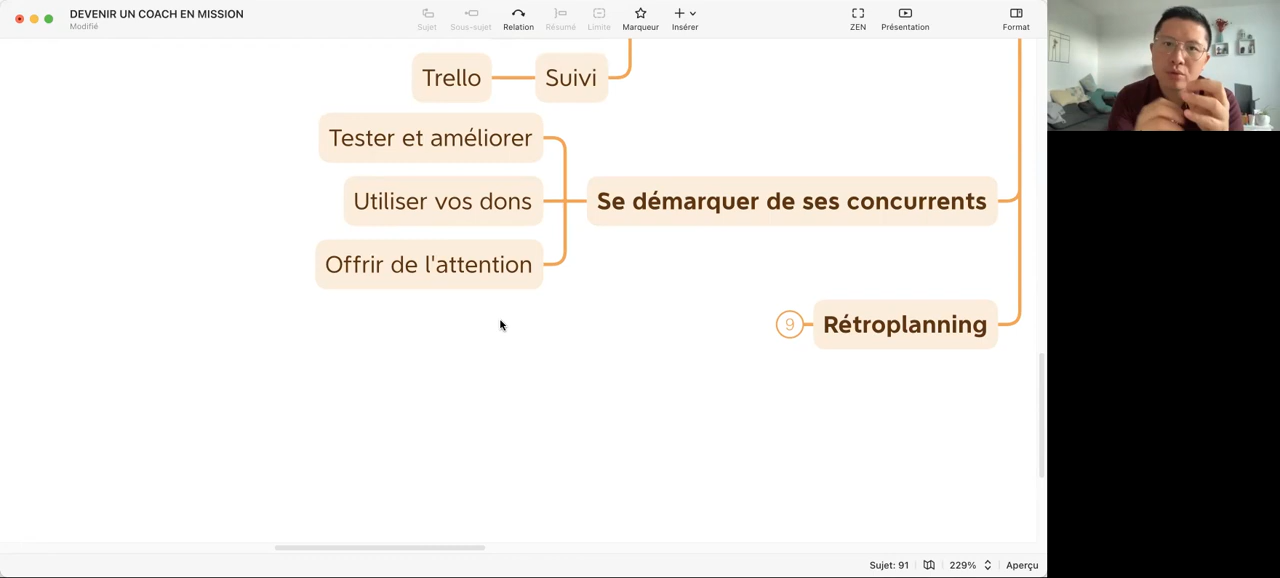 DEVENIR UN COACH EN MISSION
Modifié
Sujet
Sous-sujet
Relation
Résumé
Limite
Marqueur
Insérer
ZEN
Présentation
Format
Trello
Suivi
Tester et améliorer
Utiliser vos dons
Se démarquer de ses concurrents
Offrir de l'attention
9
Rétroplanning
Sujet: 91
229%
Aperçu